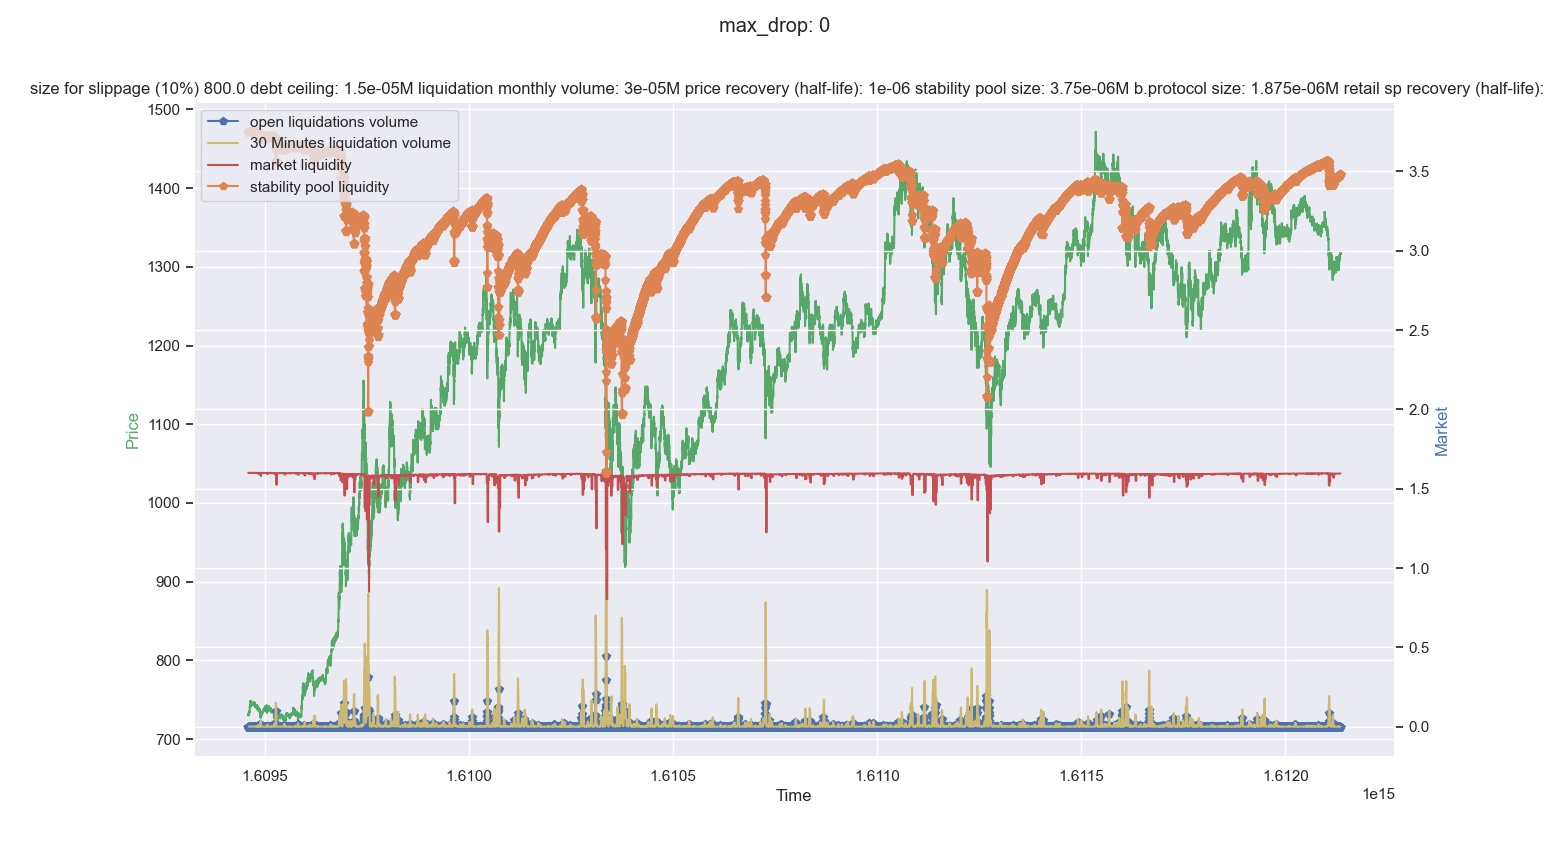 max_drop: 0
size for slippage (10%) 800.0 debt ceiling: 1.5e-05M liquidation monthly volume: 3e-05M price recovery (half-life): 1e-06 stability pool size: 3.75e-06M b.protocol size: 1.875e-06M retail sp recovery (half-life):
open liquidations volume
30 Minutes liquidation volume
market liquidity
stability pool liquidity
1500
1400
1300
1200
1100
1000
900
800
700
Price
3.5
3.0
2.5
2.0
1.5
1.0
0.5
0.0
Market
1.6095 1.6100 1.6105 1.6110 1.6115 1.6120
Time
1e15